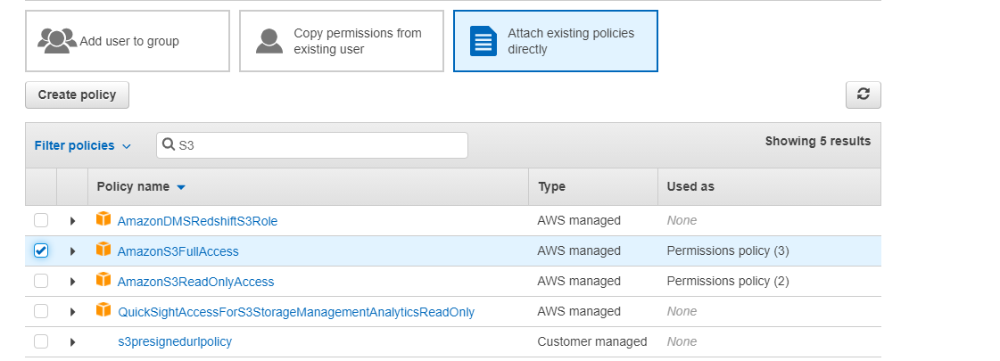 Add user to group
Copy permissions from
existing user
Attach existing policies
directly
Create policy
Filter policies
S3
Showing 5 results
Policy name Type Used as
AmazonDMSRedshiftS3Role AWS managed None
AmazonS3FullAccess AWS managed Permissions policy (3)
AmazonS3ReadOnlyAccess AWS managed Permissions policy (2)
QuickSightAccessForS3StorageManagementAnalyticsReadOnly AWS managed None
s3presignedurlpolicy Customer managed None